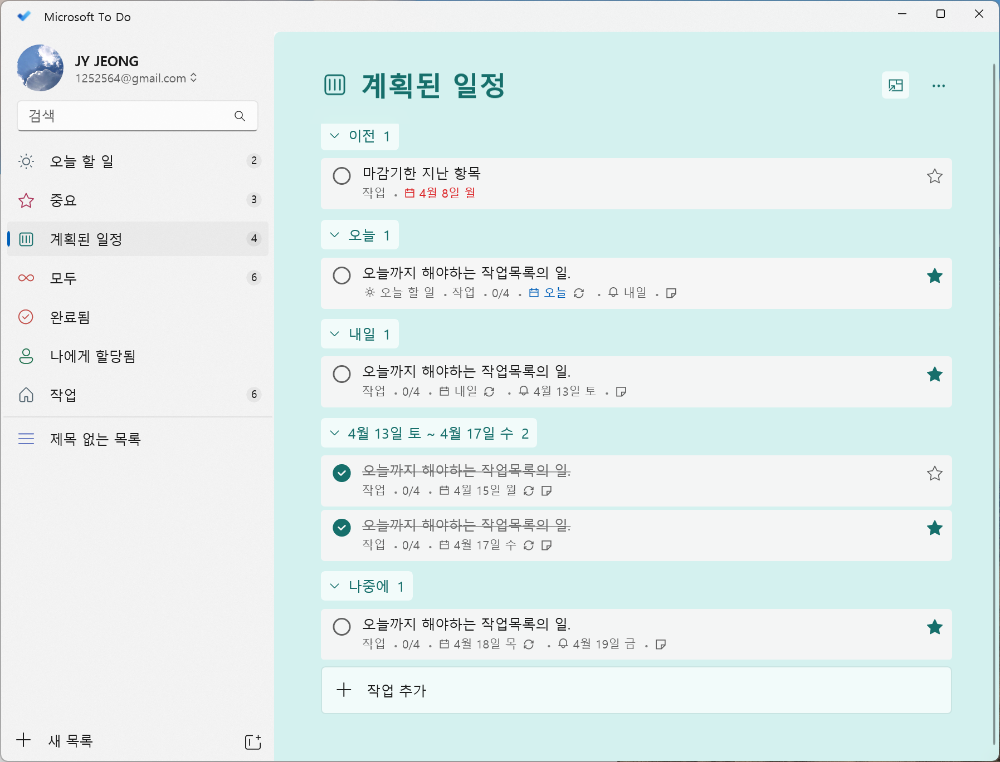 Microsoft To Do
JY JEONG
1252564@gmail.com
검색
오늘 할 일 2
중요 3
계획된 일정 4
모두 6
완료됨
나에게 할당됨
작업 6
제목 없는 목록
새 목록
계획된 일정
이전 1
마감기한 지난 항목
작업 • 4월 8일 월
오늘 1
오늘까지 해야하는 작업목록의 일.
오늘 할 일 • 작업 • 0/4 • 오늘 • 내일 •
내일 1
오늘까지 해야하는 작업목록의 일.
작업 • 0/4 • 내일 • 4월 13일 토 •
4월 13일 토 ~ 4월 17일 수 2
오늘까지 해야하는 작업목록의 일.
작업 • 0/4 • 4월 15일 월
오늘까지 해야하는 작업목록의 일.
작업 • 0/4 • 4월 17일 수
나중에 1
오늘까지 해야하는 작업목록의 일.
작업 • 0/4 • 4월 18일 목 • 4월 19일 금 •
작업 추가